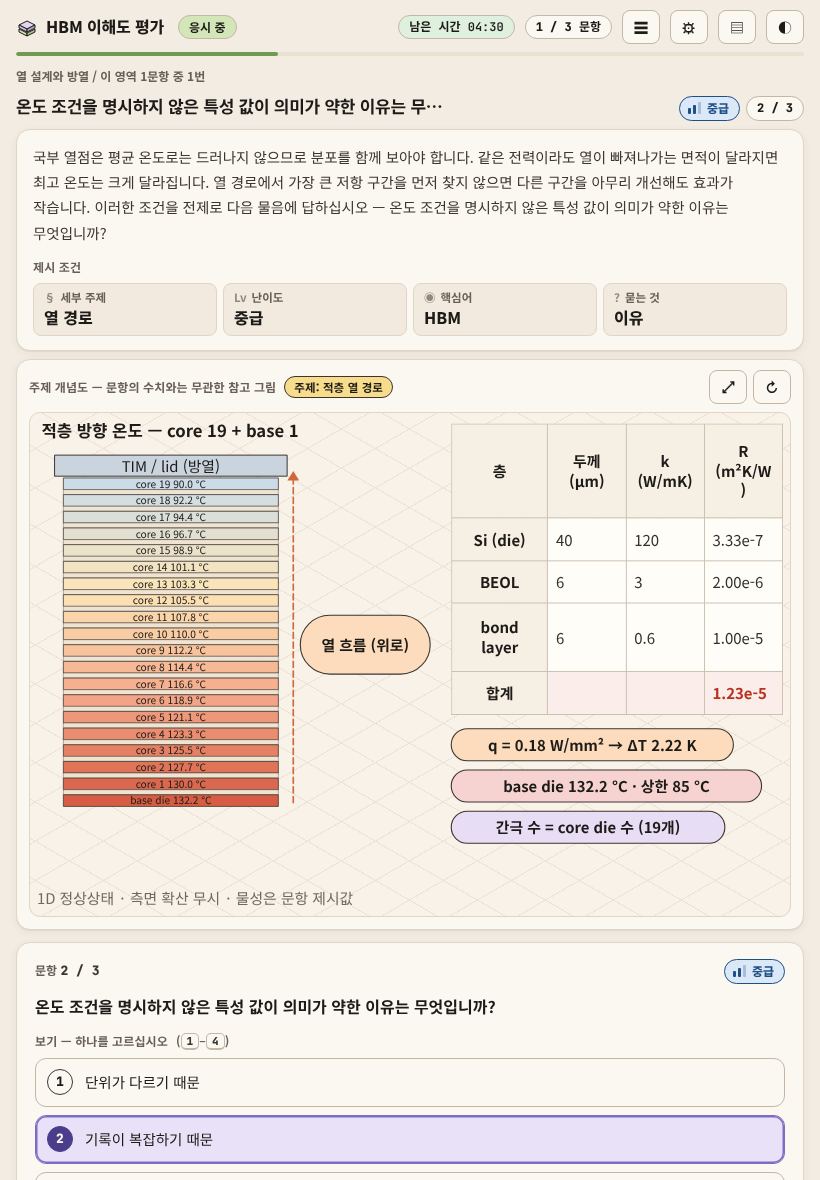 HBM 이해도 평가 응시 중 남은 시간 04:30 1 / 3 문항
열 설계와 방열 / 이 영역 1문항 중 1번
온도 조건을 명시하지 않은 특성 값이 의미가 약한 이유는 무… 중급 2 / 3
국부 열점은 평균 온도로는 드러나지 않으므로 분포를 함께 보아야 합니다. 같은 전력이라도 열이 빠져나가는 면적이 달라지면
최고 온도는 크게 달라집니다. 열 경로에서 가장 큰 저항 구간을 먼저 찾지 않으면 다른 구간을 아무리 개선해도 효과가
작습니다. 이러한 조건을 전제로 다음 물음에 답하십시오 — 온도 조건을 명시하지 않은 특성 값이 의미가 약한 이유는
무엇입니까?
제시 조건
§ 세부 주제
열 경로
Lv 난이도
중급
◉ 핵심어
HBM
? 묻는 것
이유
주제 개념도 — 문항의 수치와는 무관한 참고 그림 주제: 적층 열 경로
적층 방향 온도 — core 19 + base 1
TIM / lid (방열)
core 19 90.0 °C
core 18 92.2 °C
core 17 94.4 °C
core 16 96.7 °C
core 15 98.9 °C
core 14 101.1 °C
core 13 103.3 °C
core 12 105.5 °C
core 11 107.8 °C
core 10 110.0 °C
core 9 112.2 °C
core 8 114.4 °C
core 7 116.6 °C
core 6 118.9 °C
core 5 121.1 °C
core 4 123.3 °C
core 3 125.5 °C
core 2 127.7 °C
core 1 130.0 °C
base die 132.2 °C
열 흐름 (위로)
층 두께 (μm) k (W/mK) R (m²K/W)
Si (die) 40 120 3.33e-7
BEOL 6 3 2.00e-6
bond layer 6 0.6 1.00e-5
합계 1.23e-5
q = 0.18 W/mm² → ΔT 2.22 K
base die 132.2 °C · 상한 85 °C
간극 수 = core die 수 (19개)
1D 정상상태 · 측면 확산 무시 · 물성은 문항 제시값
문항 2 / 3 중급
온도 조건을 명시하지 않은 특성 값이 의미가 약한 이유는 무엇입니까?
보기 — 하나를 고르십시오 (1–4)
1 단위가 다르기 때문
2 기록이 복잡하기 때문